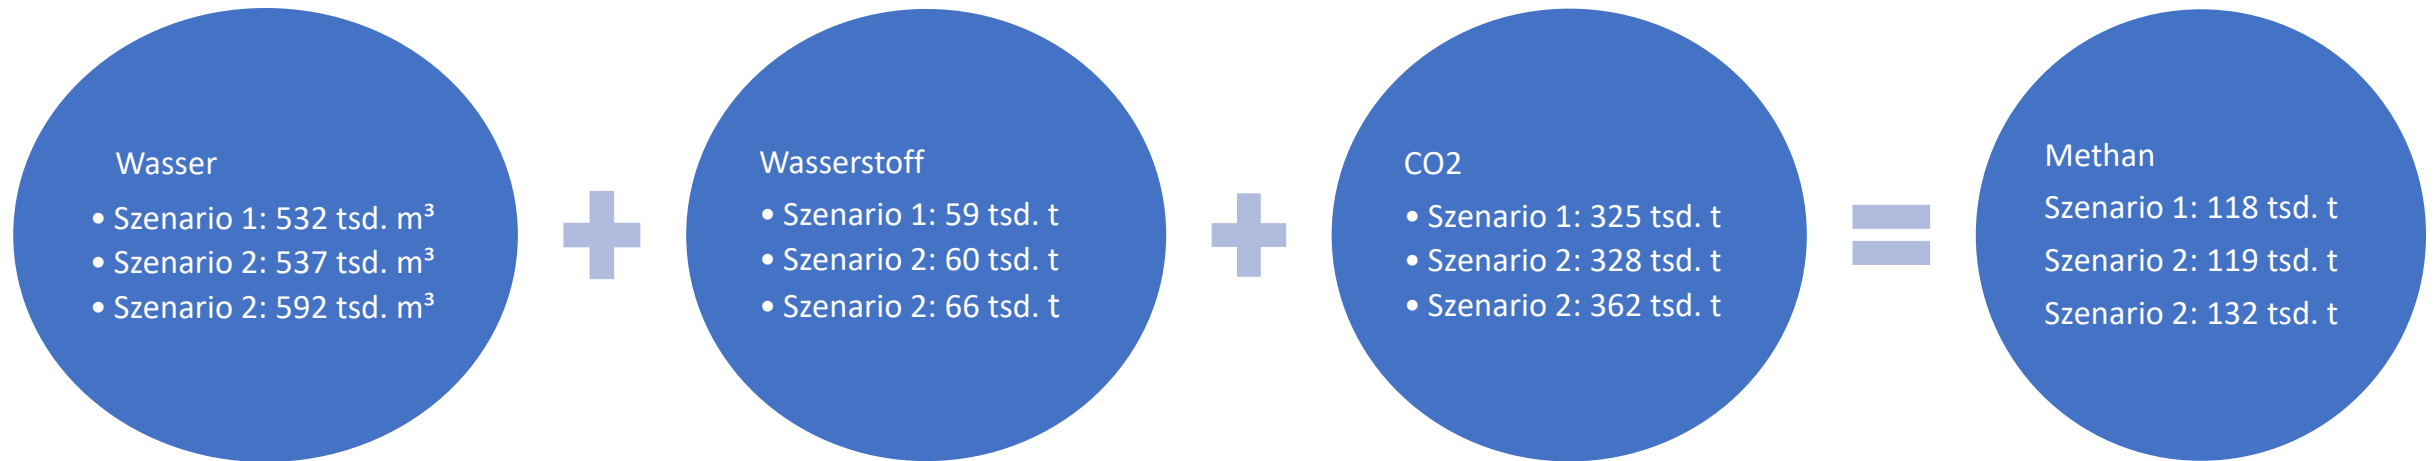 Wasser
• Szenario 1: 532 tsd. m³
• Szenario 2: 537 tsd. m³
• Szenario 2: 592 tsd. m³
Wasserstoff
• Szenario 1: 59 tsd. t
• Szenario 2: 60 tsd. t
• Szenario 2: 66 tsd. t
CO2
• Szenario 1: 325 tsd. t
• Szenario 2: 328 tsd. t
• Szenario 2: 362 tsd. t
Methan
Szenario 1: 118 tsd. t
Szenario 2: 119 tsd. t
Szenario 2: 132 tsd. t